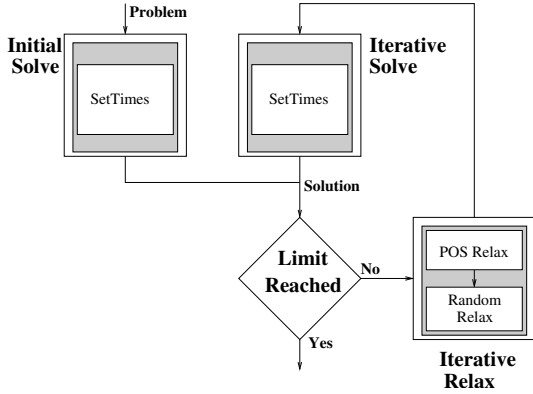 Problem
Initial
Solve
SetTimes
Iterative
Solve
SetTimes
Solution
Limit
Reached
No
Yes
POS Relax
Random
Relax
Iterative
Relax